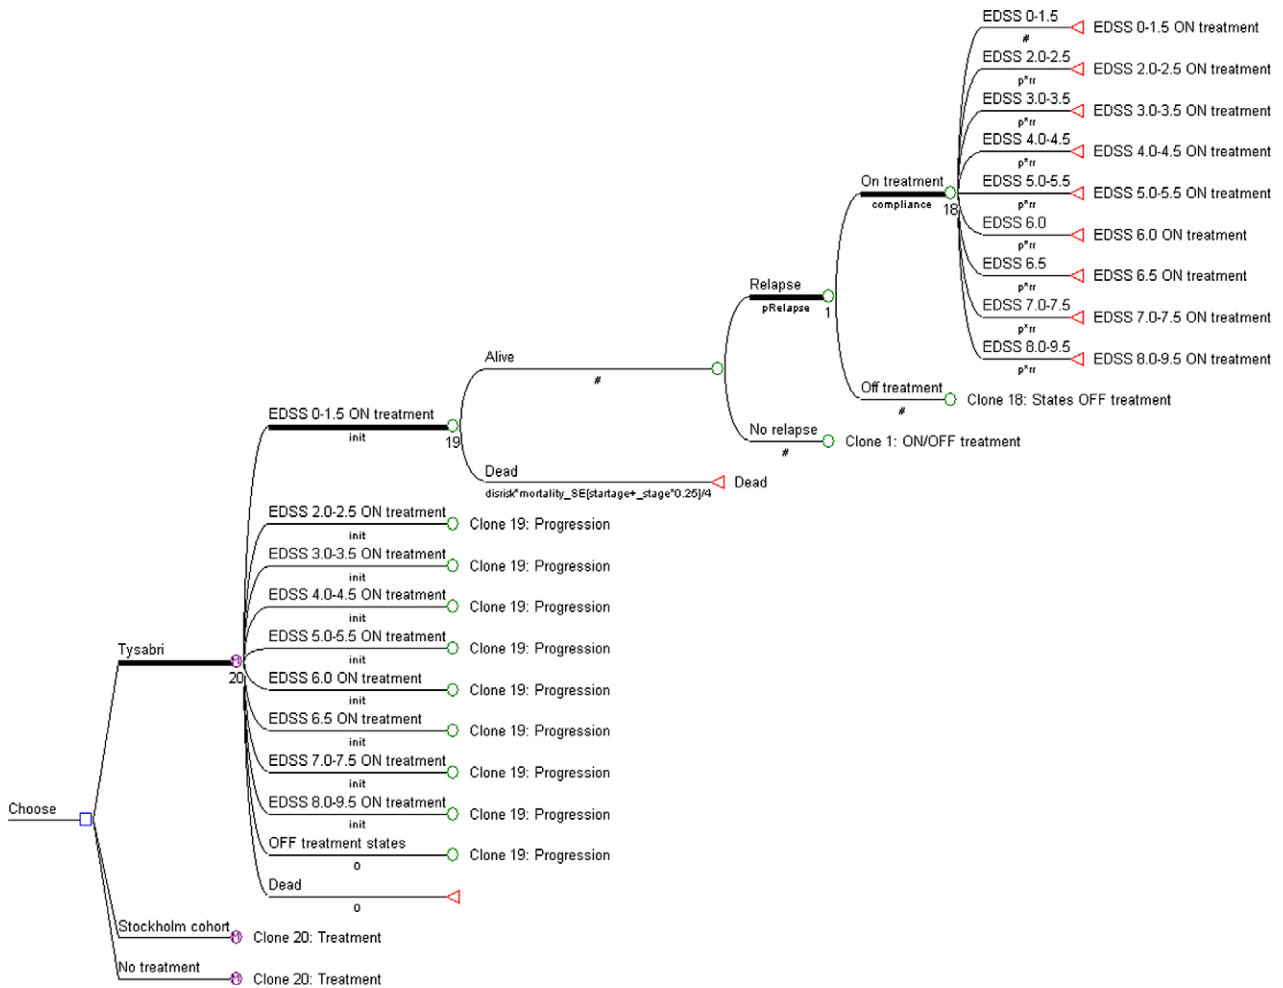 EDSS 0-1.5
#
EDSS 0-1.5 ON treatment
EDSS 2.0-2.5
p*rr
EDSS 2.0-2.5 ON treatment
EDSS 3.0-3.5
p*rr
EDSS 3.0-3.5 ON treatment
EDSS 4.0-4.5
p*rr
EDSS 4.0-4.5 ON treatment
On treatment
compliance
18
EDSS 5.0-5.5
p*rr
EDSS 5.0-5.5 ON treatment
EDSS 6.0
p*rr
EDSS 6.0 ON treatment
EDSS 6.5
p*rr
EDSS 6.5 ON treatment
Relapse
pRelapse
1
EDSS 7.0-7.5
p*rr
EDSS 7.0-7.5 ON treatment
EDSS 8.0-9.5
p*rr
EDSS 8.0-9.5 ON treatment
Alive
#
Off treatment
#
Clone 18: States OFF treatment
EDSS 0-1.5 ON treatment
init
19
No relapse
#
Clone 1: ON/OFF treatment
Dead
disrisk*mortality_SE[startage+_stage*0.25]/4
Dead
EDSS 2.0-2.5 ON treatment
init
Clone 19: Progression
EDSS 3.0-3.5 ON treatment
init
Clone 19: Progression
EDSS 4.0-4.5 ON treatment
init
Clone 19: Progression
EDSS 5.0-5.5 ON treatment
init
Clone 19: Progression
Tysabri
M
20
EDSS 6.0 ON treatment
init
Clone 19: Progression
EDSS 6.5 ON treatment
init
Clone 19: Progression
EDSS 7.0-7.5 ON treatment
init
Clone 19: Progression
EDSS 8.0-9.5 ON treatment
init
Clone 19: Progression
Choose
OFF treatment states
0
Clone 19: Progression
Dead
0
Stockholm cohort
M
Clone 20: Treatment
No treatment
M
Clone 20: Treatment